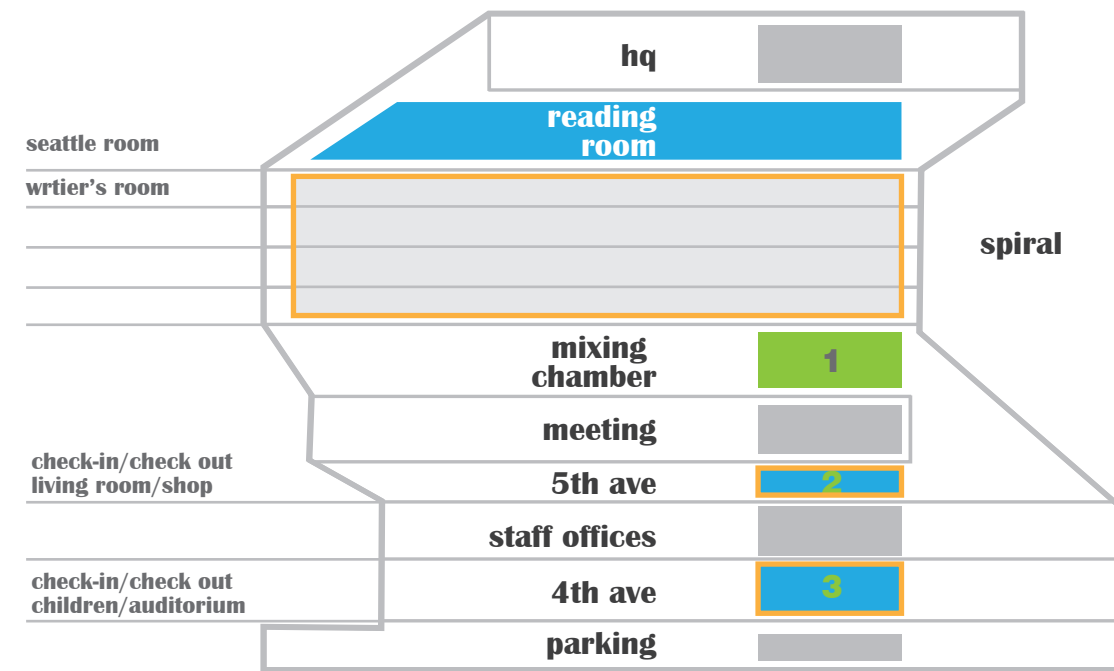 hq
reading
room
seattle room
wrtier's room
spiral
mixing
chamber
1
meeting
check-in/check out
living room/shop
5th ave
2
staff offices
check-in/check out
children/auditorium
4th ave
3
parking